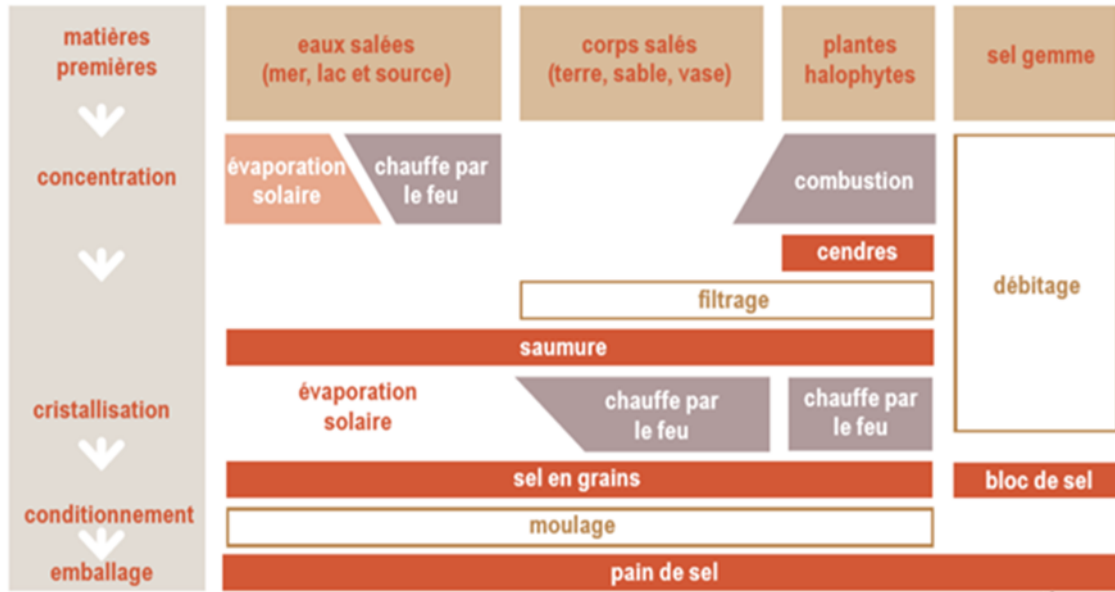 matières
premières
eaux salées
(mer, lac et source)
corps salés
(terre, sable, vase)
plantes
halophytes
sel gemme
concentration
évaporation
solaire
chauffe par
le feu
combustion
cendres
débitage
filtrage
saumure
cristallisation
évaporation
solaire
chauffe par
le feu
chauffe par
le feu
sel en grains
bloc de sel
conditionnement
moulage
emballage
pain de sel